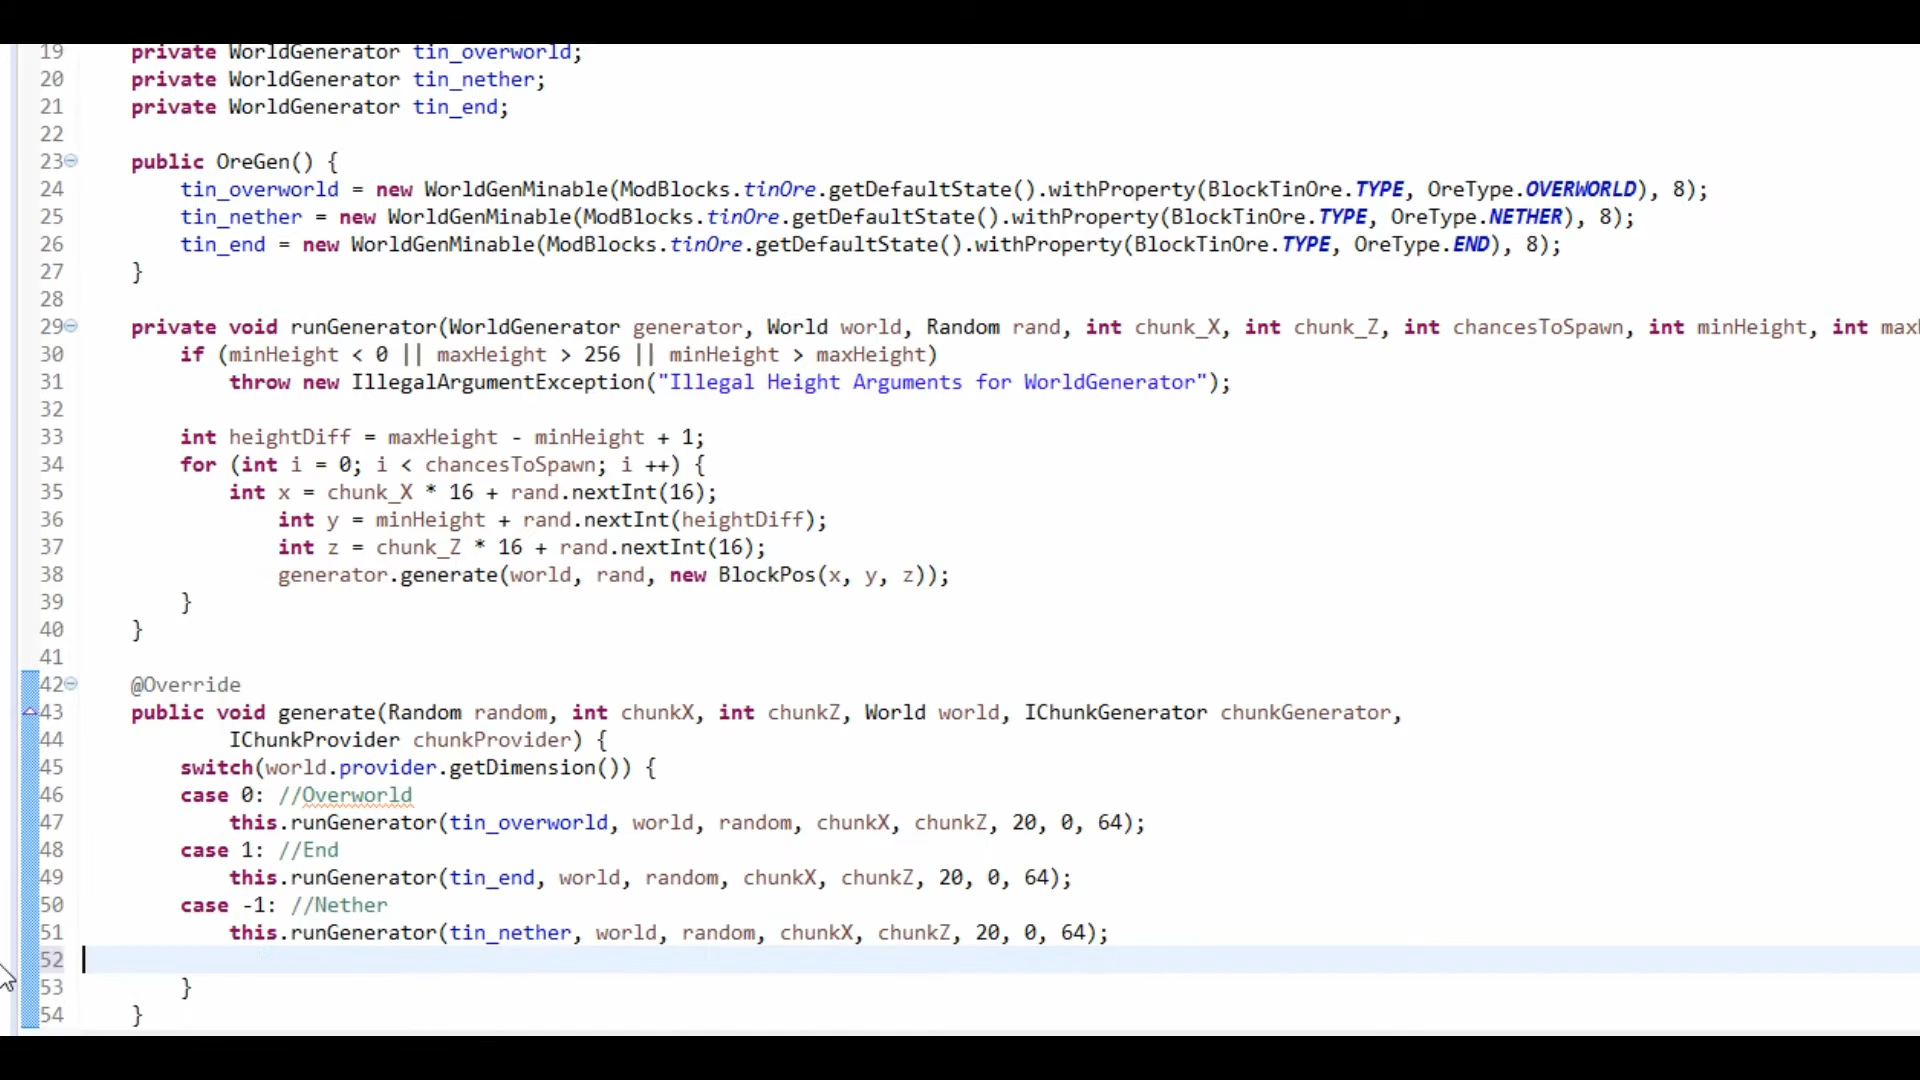 19 private WorldGenerator tin_overworld;
20 private WorldGenerator tin_nether;
21 private WorldGenerator tin_end;
22
23 public OreGen() {
24 tin_overworld = new WorldGenMinable(ModBlocks.tinOre.getDefaultState().withProperty(BlockTinOre.TYPE, OreType.OVERWORLD), 8);
25 tin_nether = new WorldGenMinable(ModBlocks.tinOre.getDefaultState().withProperty(BlockTinOre.TYPE, OreType.NETHER), 8);
26 tin_end = new WorldGenMinable(ModBlocks.tinOre.getDefaultState().withProperty(BlockTinOre.TYPE, OreType.END), 8);
27 }
28
29 private void runGenerator(WorldGenerator generator, World world, Random rand, int chunk_X, int chunk_Z, int chancesToSpawn, int minHeight, int max
30 if (minHeight < 0 || maxHeight > 256 || minHeight > maxHeight)
31 throw new IllegalArgumentException("Illegal Height Arguments for WorldGenerator");
32
33 int heightDiff = maxHeight - minHeight + 1;
34 for (int i = 0; i < chancesToSpawn; i ++) {
35 int x = chunk_X * 16 + rand.nextInt(16);
36 int y = minHeight + rand.nextInt(heightDiff);
37 int z = chunk_Z * 16 + rand.nextInt(16);
38 generator.generate(world, rand, new BlockPos(x, y, z));
39 }
40 }
41
42 @Override
43 public void generate(Random random, int chunkX, int chunkZ, World world, IChunkGenerator chunkGenerator,
44 IChunkProvider chunkProvider) {
45 switch(world.provider.getDimension()) {
46 case 0: //Overworld
47 this.runGenerator(tin_overworld, world, random, chunkX, chunkZ, 20, 0, 64);
48 case 1: //End
49 this.runGenerator(tin_end, world, random, chunkX, chunkZ, 20, 0, 64);
50 case -1: //Nether
51 this.runGenerator(tin_nether, world, random, chunkX, chunkZ, 20, 0, 64);
52
53 }
54 }